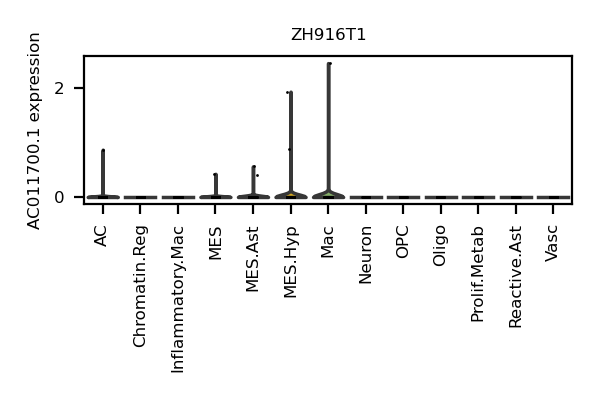 ZH916T1
AC011700.1 expression
2
0
AC
Chromatin.Reg
Inflammatory.Mac
MES
MES.Ast
MES.Hyp
Mac
Neuron
OPC
Oligo
Prolif.Metab
Reactive.Ast
Vasc